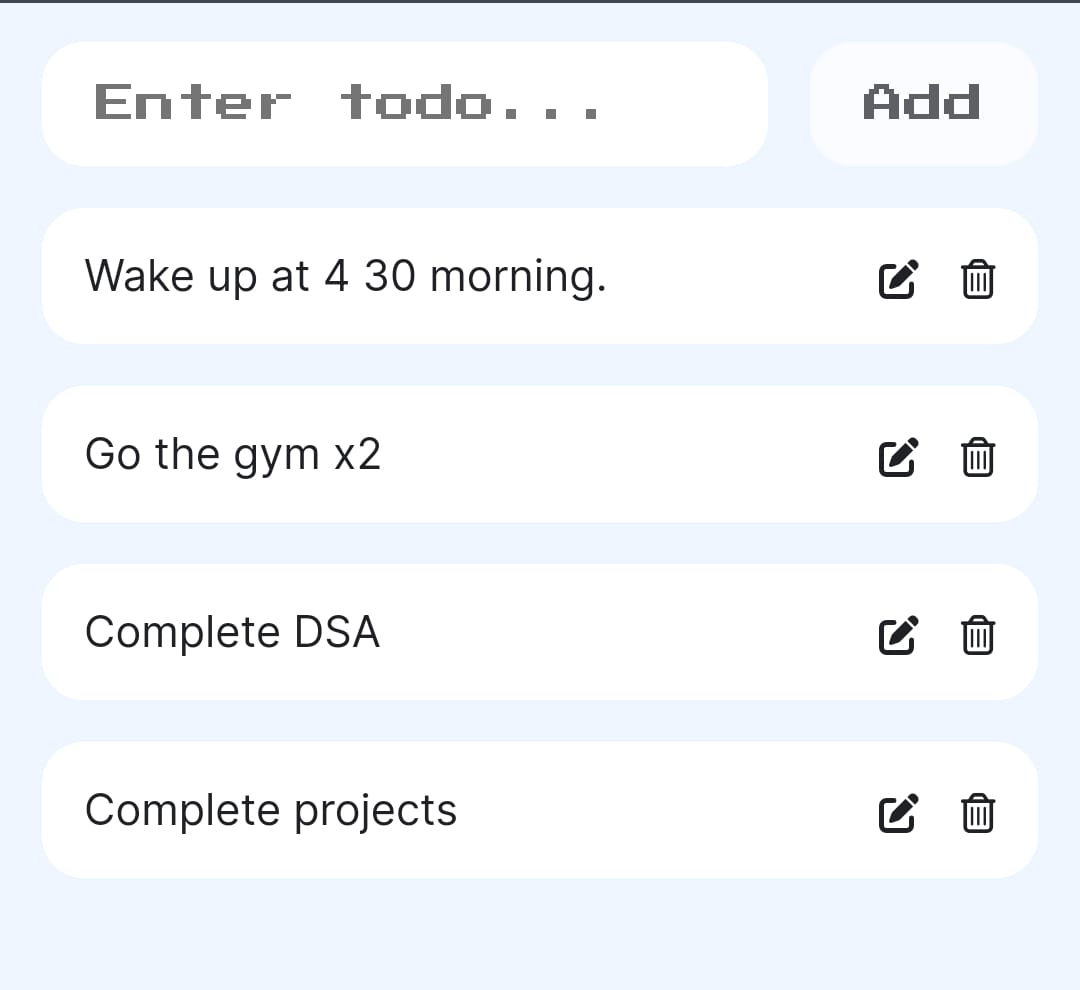 Enter todo...
Add
Wake up at 4 30 morning.
Go the gym x2
Complete DSA
Complete projects